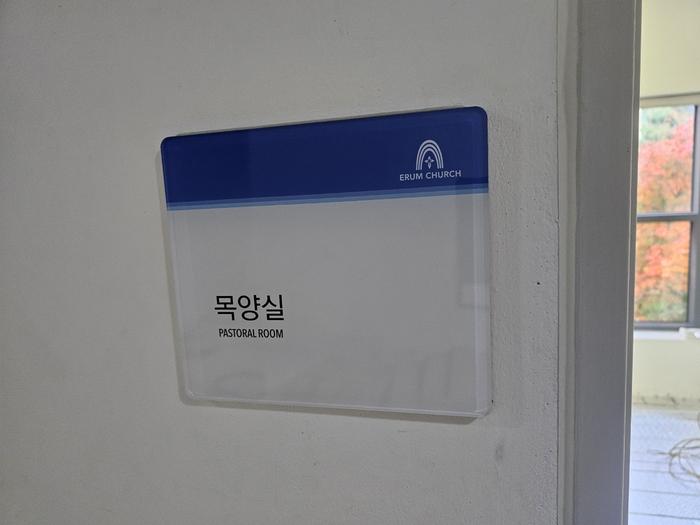 ERUM CHURCH
목양실
PASTORAL ROOM